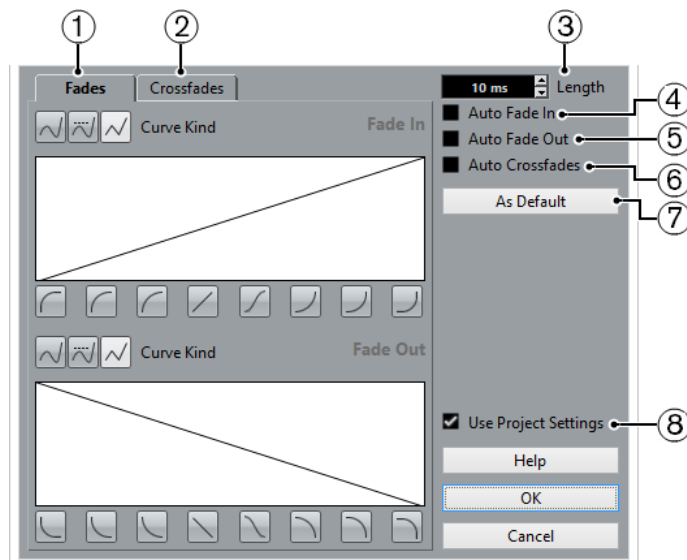 1
2
3
Fades
Crossfades
10 ms
Length
Curve Kind
Fade In
Auto Fade In
4
Auto Fade Out
5
Auto Crossfades
6
As Default
7
Curve Kind
Fade Out
Use Project Settings
8
Help
OK
Cancel